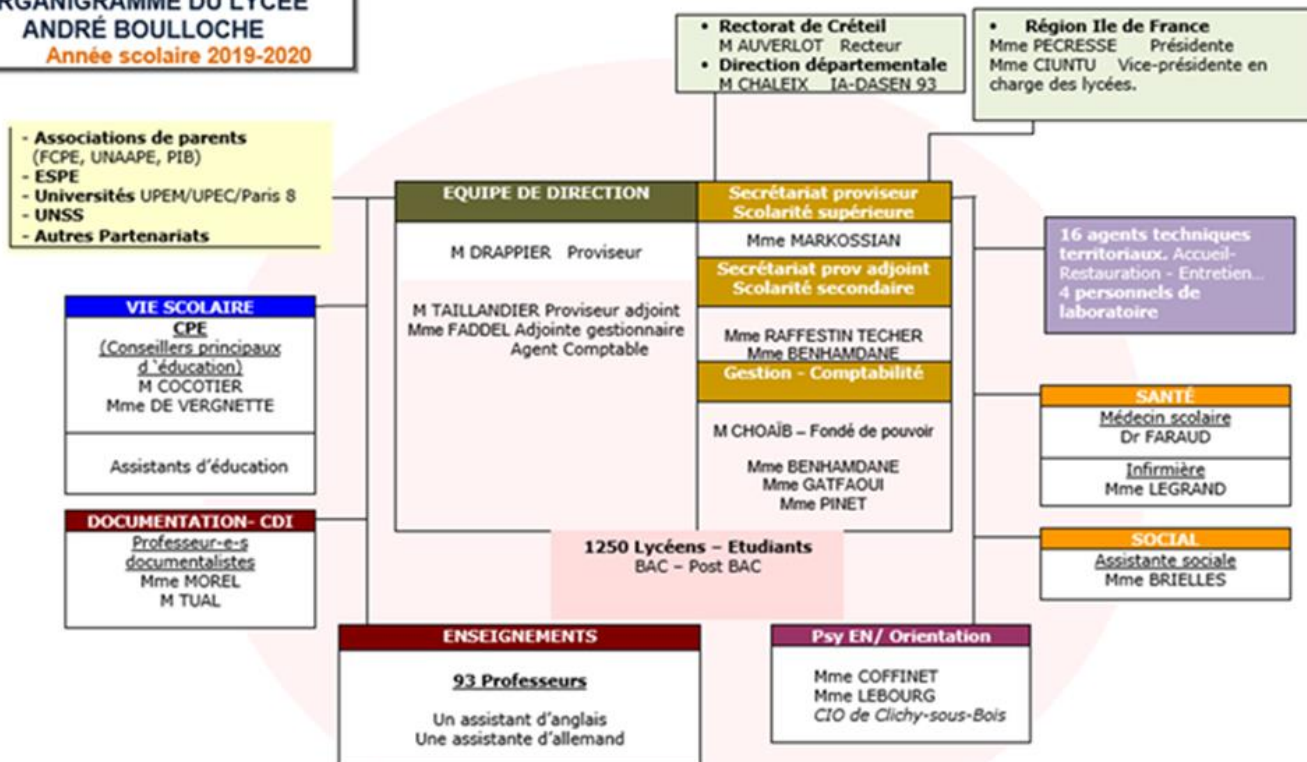 ORGANIGRAMME DU LYCÉE
ANDRÉ BOULLOCHE
Année scolaire 2019-2020
• Rectorat de Créteil
M AUVERLOT Recteur
• Direction départementale
M CHALEIX IA-DASEN 93
• Région Ile de France
Mme PECRESSE Présidente
Mme CIUNTU Vice-présidente en
charge des lycées.
- Associations de parents
(FCPE, UNAAPE, PIB)
- ESPE
- Universités UPEM/UPEC/Paris 8
- UNSS
- Autres Partenariats
EQUIPE DE DIRECTION
M DRAPPIER Proviseur
M TAILLANDIER Proviseur adjoint
Mme FADDEL Adjointe gestionnaire
Agent Comptable
Secrétariat proviseur
Scolarité supérieure
Mme MARKOSSIAN
Secrétariat prov adjoint
Scolarité secondaire
Mme RAFFESTIN TECHER
Mme BENHAMDANE
Gestion - Comptabilité
M CHOAÏB – Fondé de pouvoir
Mme BENHAMDANE
Mme GATFAOUI
Mme PINET
16 agents techniques
territoriaux. Accueil-
Restauration - Entretien...
4 personnels de
laboratoire
VIE SCOLAIRE
CPE
(Conseillers principaux
d 'éducation)
M COCOTIER
Mme DE VERGNETTE
Assistants d'éducation
SANTÉ
Médecin scolaire
Dr FARAUD
Infirmière
Mme LEGRAND
DOCUMENTATION- CDI
Professeur-e-s
documentalistes
Mme MOREL
M TUAL
1250 Lycéens – Etudiants
BAC – Post BAC
SOCIAL
Assistante sociale
Mme BRIELLES
ENSEIGNEMENTS
93 Professeurs
Un assistant d'anglais
Une assistante d'allemand
Psy EN/ Orientation
Mme COFFINET
Mme LEBOURG
CIO de Clichy-sous-Bois